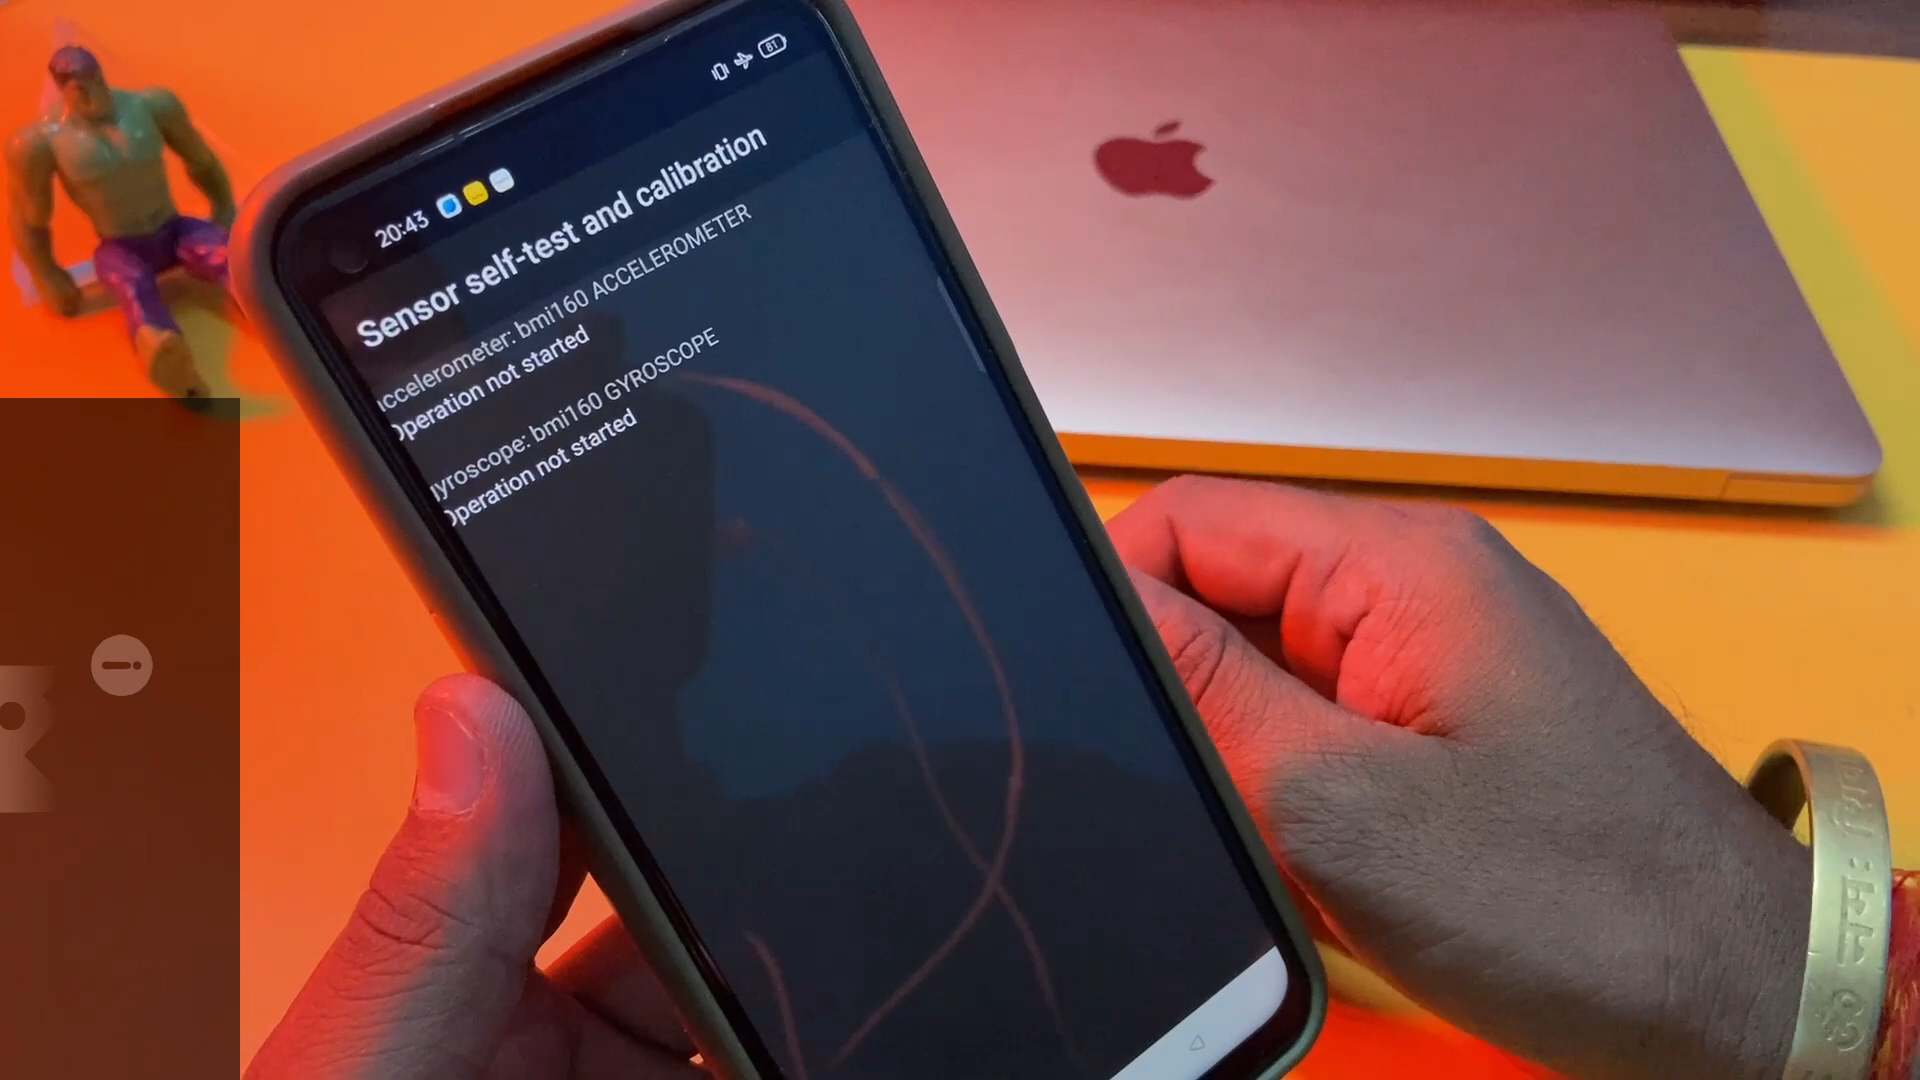 20:43
81
Sensor self-test and calibration
accelerometer: bmi160 ACCELEROMETER
Operation not started
gyroscope: bmi160 GYROSCOPE
Operation not started